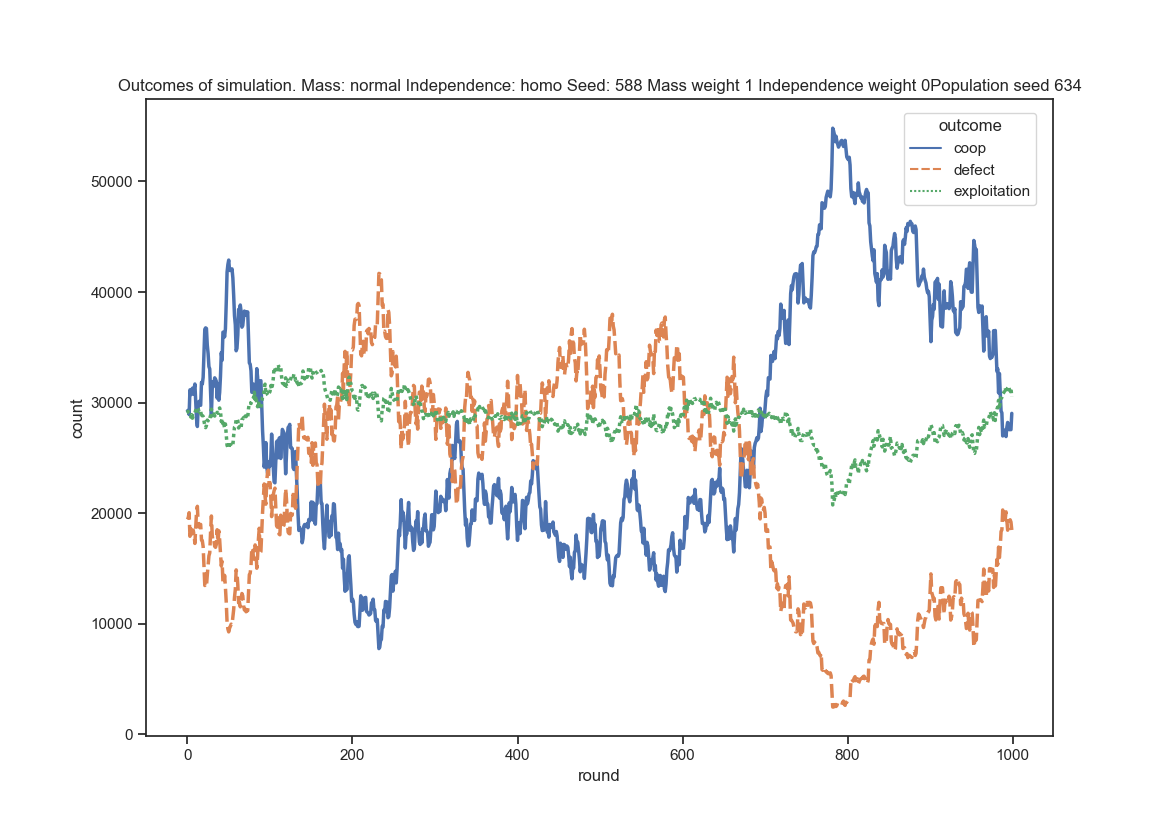 Outcomes of simulation. Mass: normal Independence: homo Seed: 588 Mass weight 1 Independence weight 0Population seed 634
outcome
coop
defect
exploitation
50000
40000
30000
20000
10000
0
count
0 200 400 600 800 1000
round